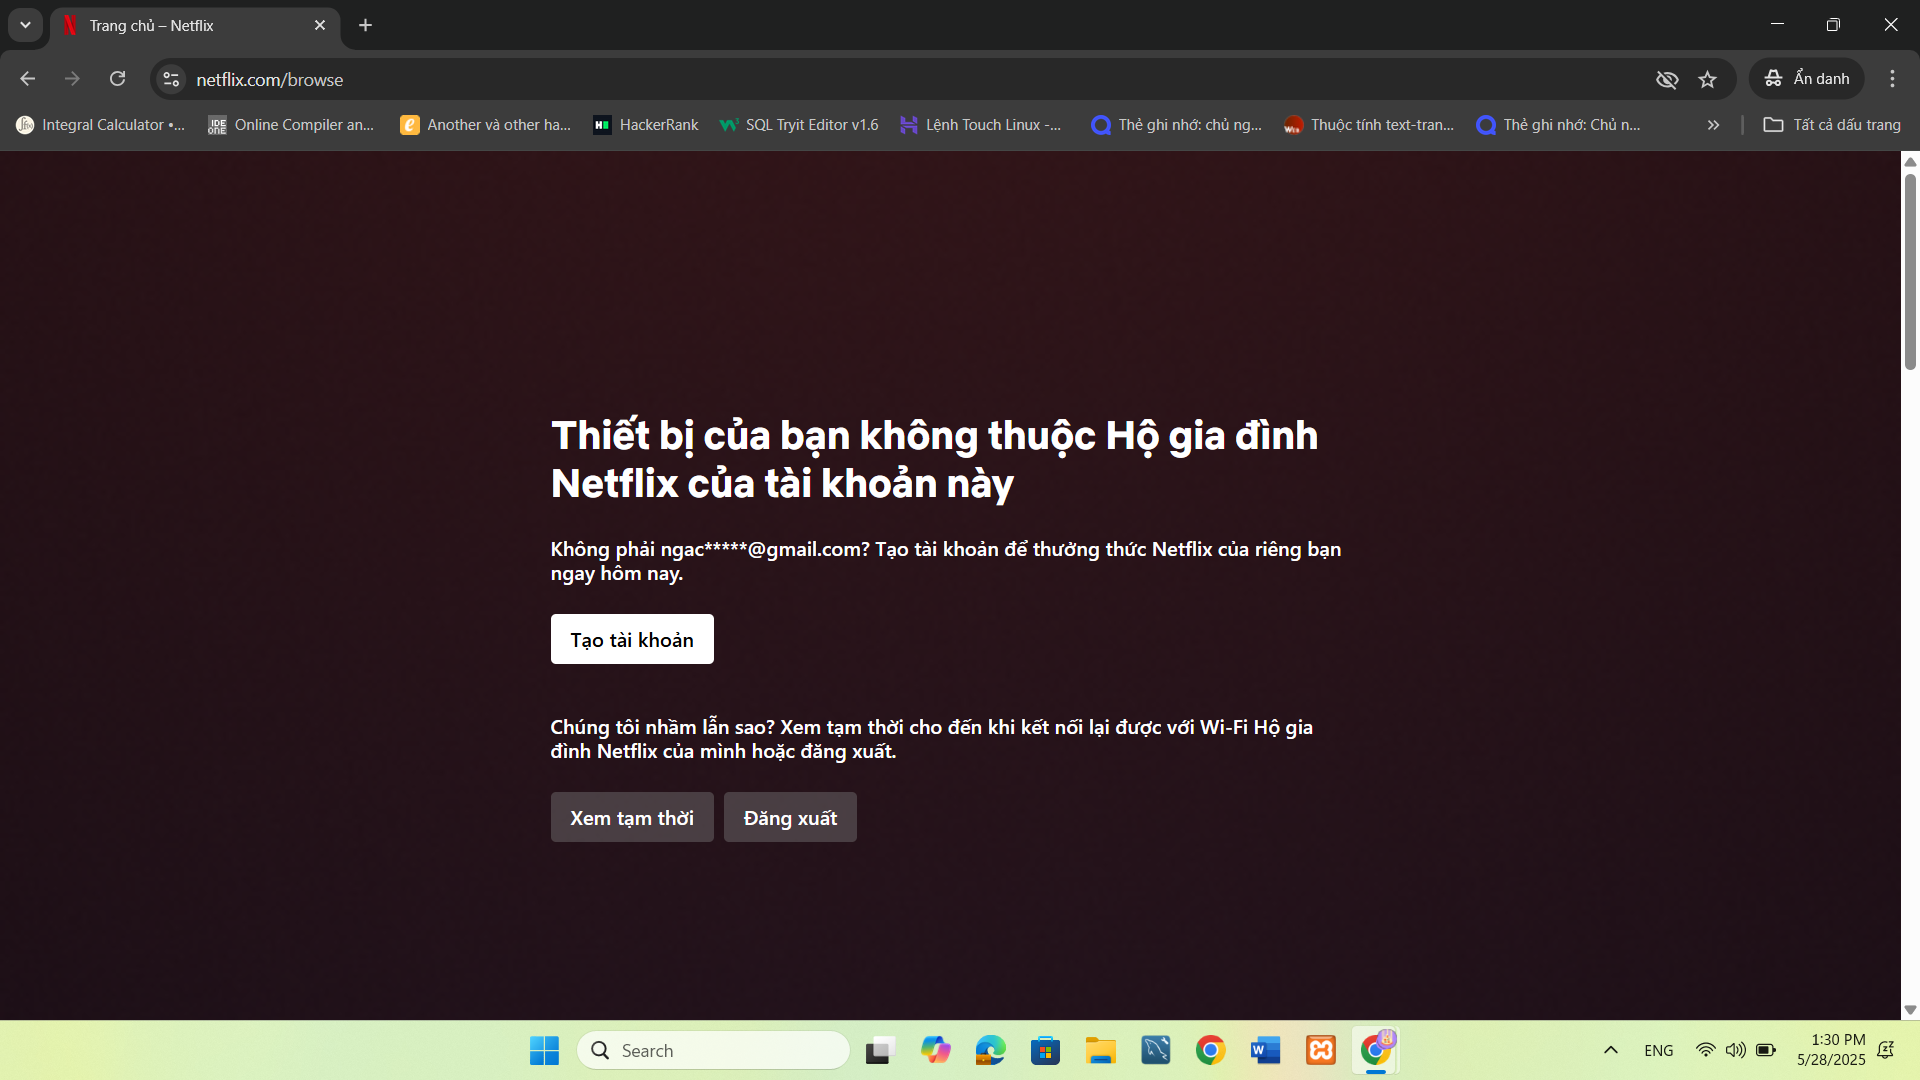 Trang chủ – Netflix
netflix.com/browse
Ẩn danh
Integral Calculator •...
IDE
ONE
Online Compiler an...
Another và other ha...
HackerRank
SQL Tryit Editor v1.6
Lệnh Touch Linux -...
Thẻ ghi nhớ: chủ ng...
Thuộc tính text-tran...
Thẻ ghi nhớ: Chủ n...
Tất cả dấu trang
Thiết bị của bạn không thuộc Hộ gia đình
Netflix của tài khoản này
Không phải ngac*****@gmail.com? Tạo tài khoản để thưởng thức Netflix của riêng bạn
ngay hôm nay.
Tạo tài khoản
Chúng tôi nhầm lẫn sao? Xem tạm thời cho đến khi kết nối lại được với Wi-Fi Hộ gia
đình Netflix của mình hoặc đăng xuất.
Xem tạm thời
Đăng xuất
Search
ENG
1:30 PM
5/28/2025